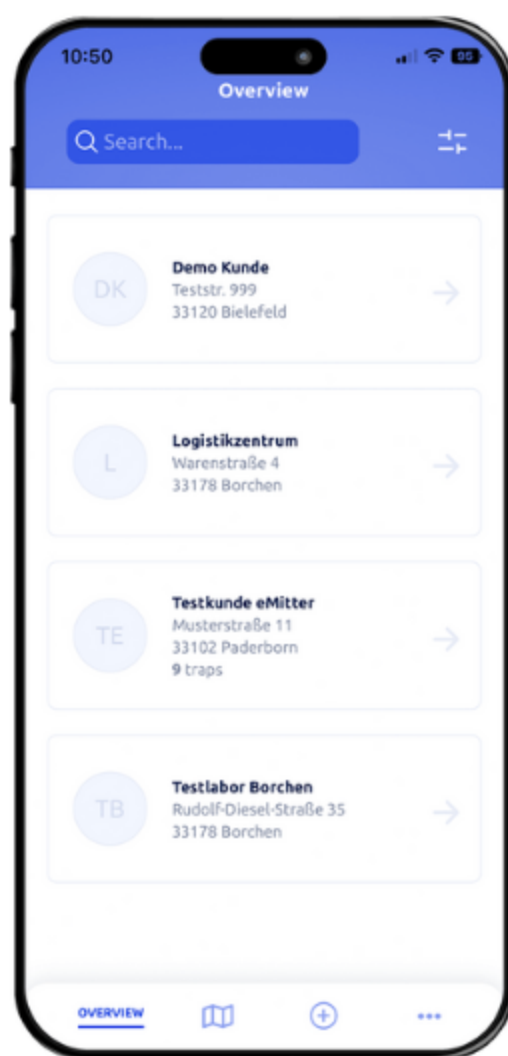 10:50
95
Overview
Search...
DK
Demo Kunde
Teststr. 999
33120 Bielefeld
L
Logistikzentrum
Warenstraße 4
33178 Borchen
TE
Testkunde eMitter
Musterstraße 11
33102 Paderborn
9 traps
TB
Testlabor Borchen
Rudolf-Diesel-Straße 35
33178 Borchen
OVERVIEW